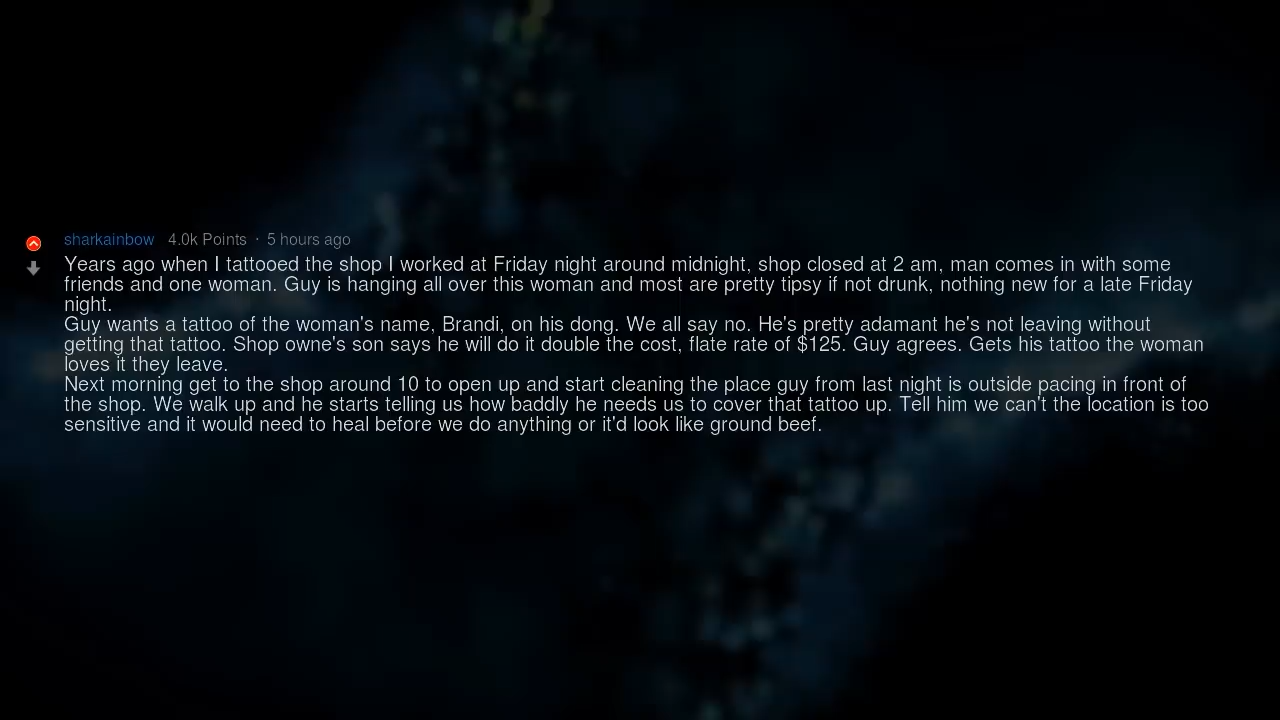 sharkainbow 4.0k Points · 5 hours ago
Years ago when I tattooed the shop I worked at Friday night around midnight, shop closed at 2 am, man comes in with some
friends and one woman. Guy is hanging all over this woman and most are pretty tipsy if not drunk, nothing new for a late Friday
night.
Guy wants a tattoo of the woman's name, Brandi, on his dong. We all say no. He's pretty adamant he's not leaving without
getting that tattoo. Shop owne's son says he will do it double the cost, flate rate of $125. Guy agrees. Gets his tattoo the woman
loves it they leave.
Next morning get to the shop around 10 to open up and start cleaning the place guy from last night is outside pacing in front of
the shop. We walk up and he starts telling us how baddly he needs us to cover that tattoo up. Tell him we can't the location is too
sensitive and it would need to heal before we do anything or it'd look like ground beef.